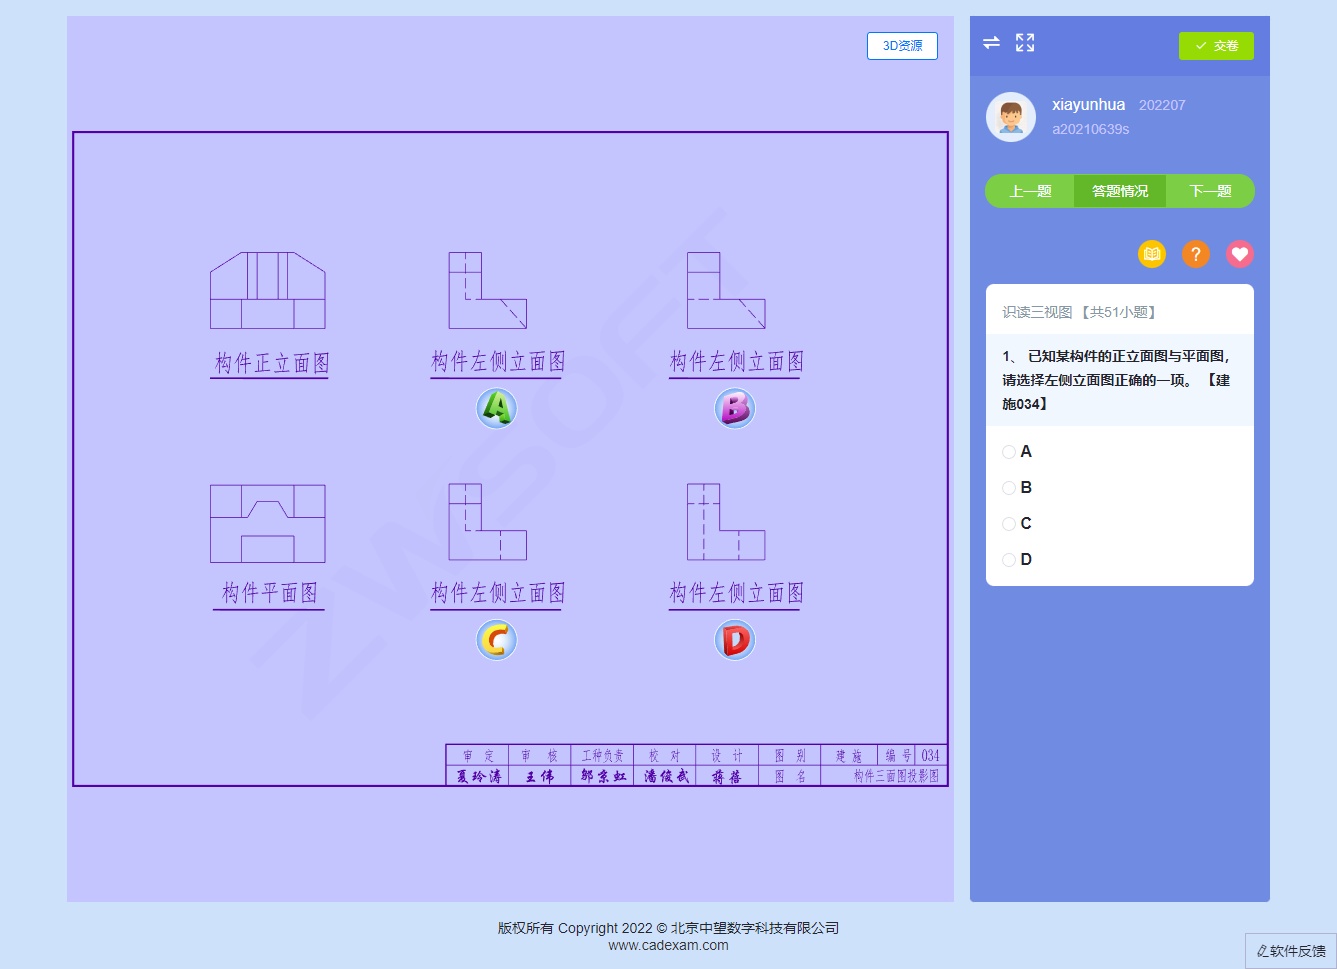 3D资源
构件正立面图
构件左侧立面图
构件左侧立面图
A
B
构件平面图
构件左侧立面图
构件左侧立面图
C
D
ZWSOFT
审 定 审 核 工种负责 校 对 设 计 图 别 建 施 编 号 034
夏玲涛 王伟 邬京虹 潘俊武 蒋蓓 图 名 构件三面图投影图
交卷
xiayunhua 202207
a20210639s
上一题 答题情况 下一题
?
识读三视图 【共51小题】
1、 已知某构件的正立面图与平面图，
请选择左侧立面图正确的一项。 【建
施034】
A
B
C
D
版权所有 Copyright 2022 © 北京中望数字科技有限公司
www.cadexam.com
软件反馈